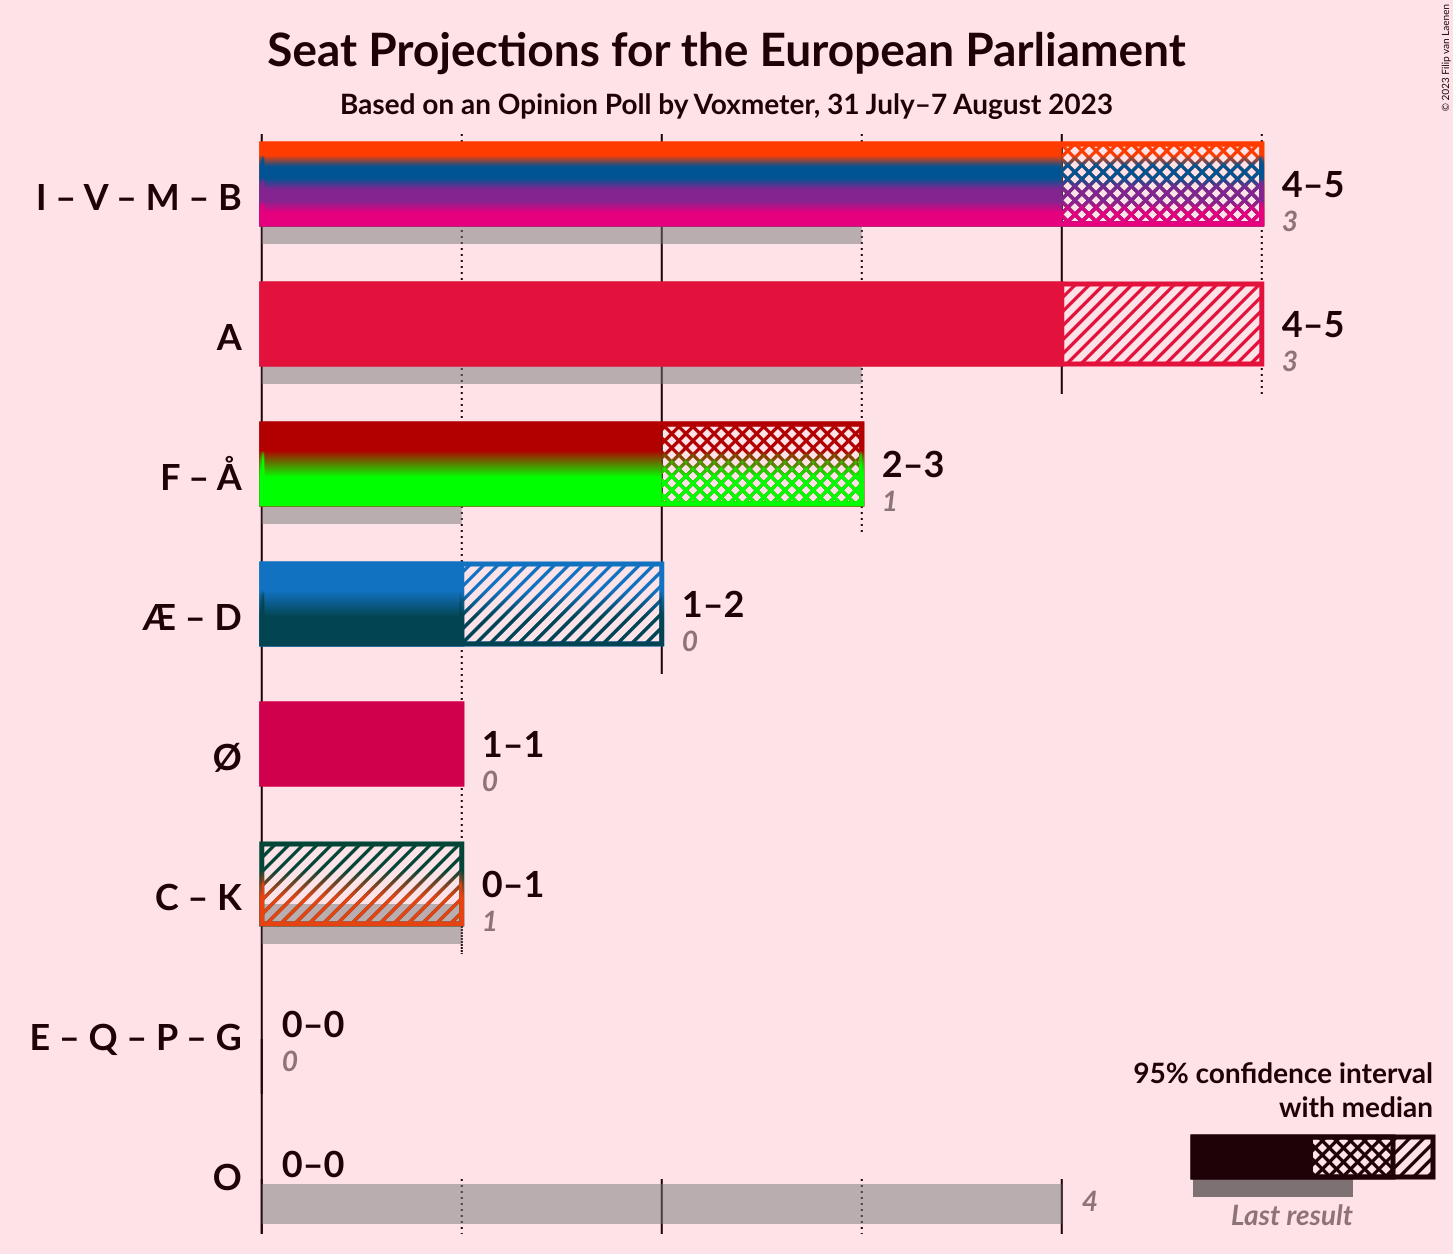 Seat Projections for the European Parliament
Based on an Opinion Poll by Voxmeter, 31 July–7 August 2023
© 2023 Filip van Laenen
I – V – M – B
4–5
3
A
4–5
3
F – Å
2–3
1
Æ – D
1–2
0
Ø
1–1
0
C – K
0–1
1
E – Q – P – G
0–0
0
O
0–0
4
95% confidence interval
with median
Last result